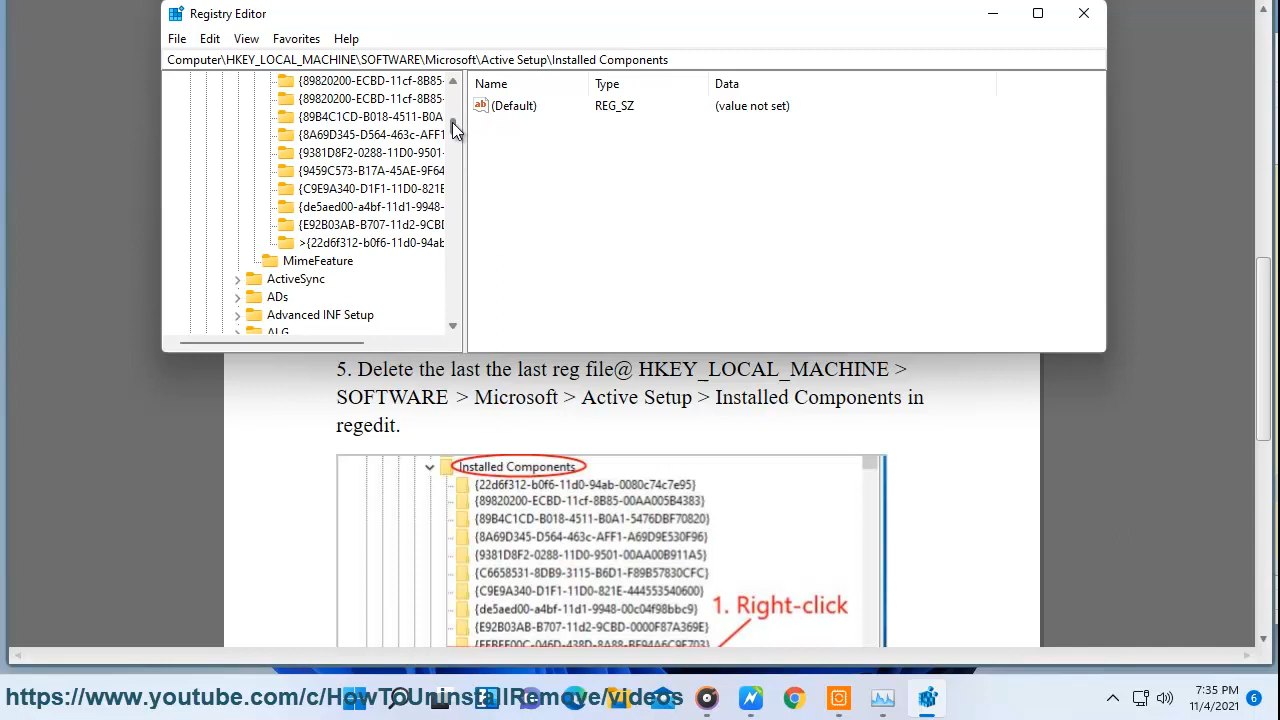 Registry Editor
File Edit View Favorites Help
Computer\HKEY_LOCAL_MACHINE\SOFTWARE\Microsoft\Active Setup\Installed Components
Name Type Data
ab (Default) REG_SZ (value not set)
{89820200-ECBD-11cf-8B85-
{89820200-ECBD-11cf-8B85-
{89B4C1CD-B018-4511-B0A
{8A69D345-D564-463c-AFF1
{9381D8F2-0288-11D0-9501-
{9459C573-B17A-45AE-9F64
{C9E9A340-D1F1-11D0-821E
{de5aed00-a4bf-11d1-9948-
{E92B03AB-B707-11d2-9CBD
>{22d6f312-b0f6-11d0-94ab
MimeFeature
ActiveSync
ADs
Advanced INF Setup
ALG
5. Delete the last the last reg file@ HKEY_LOCAL_MACHINE >
SOFTWARE > Microsoft > Active Setup > Installed Components in
regedit.
Installed Components
{22d6f312-b0f6-11d0-94ab-0080c74c7e95}
{89820200-ECBD-11cf-8B85-00AA005B4383}
{89B4C1CD-B018-4511-B0A1-5476DBF70820}
{8A69D345-D564-463c-AFF1-A69D9E530F96}
{9381D8F2-0288-11D0-9501-00AA00B911A5}
{C6658531-8DB9-3115-B6D1-F89B57830CFC}
{C9E9A340-D1F1-11D0-821E-444553540600}
{de5aed00-a4bf-11d1-9948-00c04f98bbc9}
{E92B03AB-B707-11d2-9CBD-0000F87A369E}
1. Right-click
https://www.youtube.com/c/HowToUninstallRemove/videos
7:35 PM
11/4/2021
6